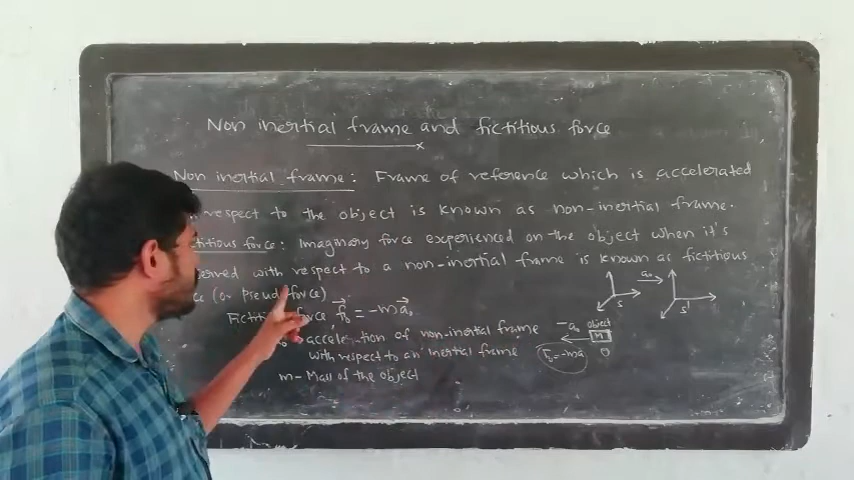 Non inertial frame and fictitious force
Non inertial frame: Frame of reference which is accelerated
respect to the object is known as non-inertial frame.
titious force: Imaginary force experienced on the object when it's
erved with respect to a non-inertial frame is known as fictitious
ce (or Pseudo force)
Fictiti force F₀ = -ma₀
acceleration of non-inertial frame
with respect to an inertial frame
m - Mass of the object
S a₀ S'
-a₀ object
M
F₀ = -ma